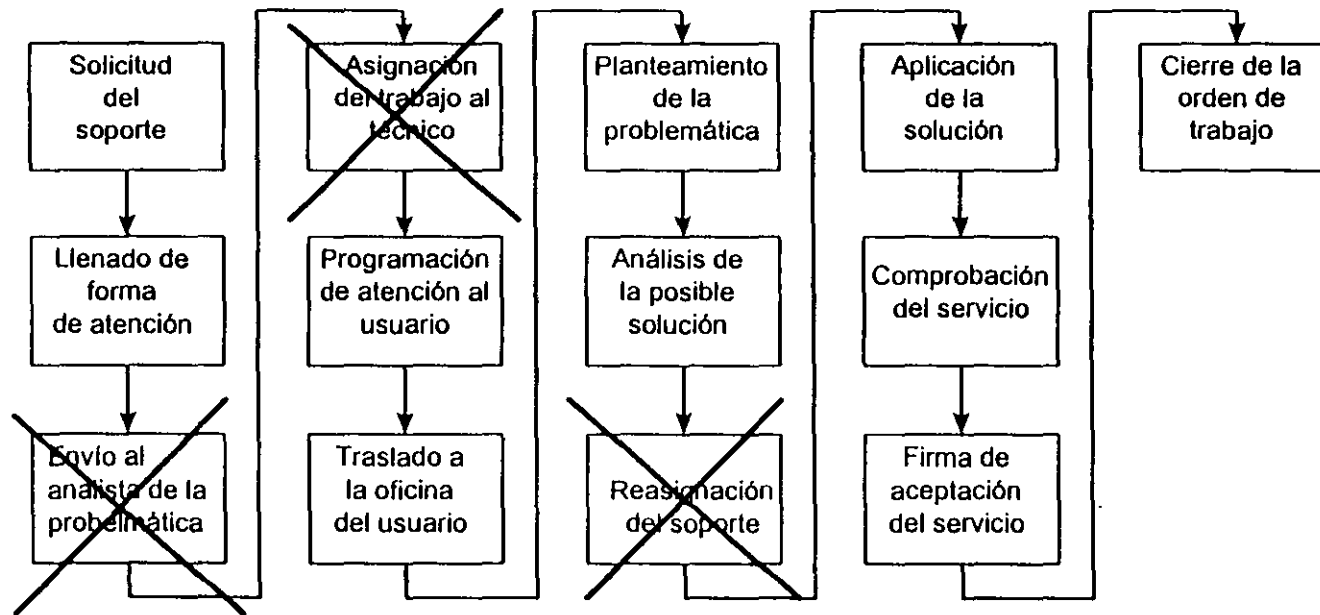 Solicitud
del
soporte
Llenado de
forma
de atención
Envío al
analista de la
probelmática
Asignación
del trabajo al
técnico
Programación
de atención al
usuario
Traslado a
la oficina
del usuario
Planteamiento
de la
problemática
Análisis de
la posible
solución
Reasignación
del soporte
Aplicación
de la
solución
Comprobación
del servicio
Firma de
aceptación
del servicio
Cierre de la
orden de
trabajo